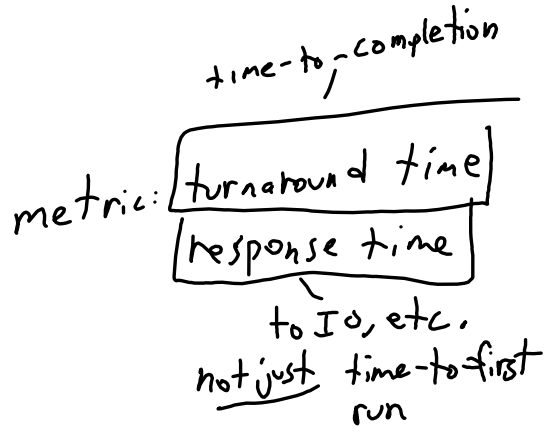 time-to-completion
metric: turnaround time
response time
to IO, etc.
not just time-to-first
run